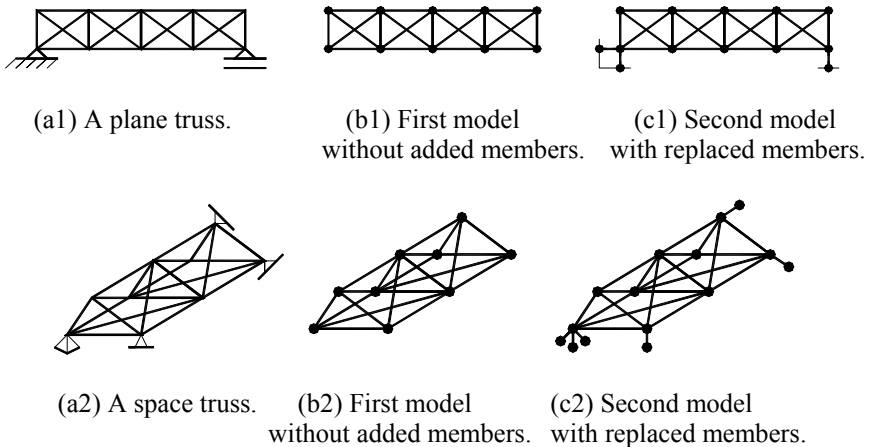 (a1) A plane truss.
(b1) First model
without added members.
(c1) Second model
with replaced members.
(a2) A space truss.
(b2) First model
without added members.
(c2) Second model
with replaced members.